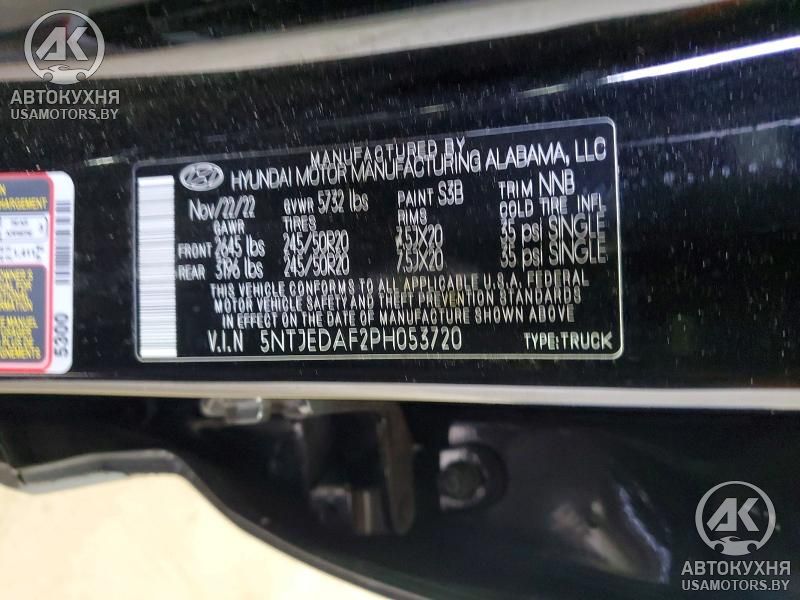 AK
АВТОКУХНЯ
USAMOTORS.BY
MANUFACTURED BY
HYUNDAI MOTOR MANUFACTURING ALABAMA, LLC
Nov/22/22 GVWR 5732 lbs PAINT S3B TRIM NNB
GAWR TIRES RIMS COLD TIRE INFL
FRONT 2645 lbs 245/50R20 7.5JX20 35 psi SINGLE
REAR 3196 lbs 245/50R20 7.5JX20 35 psi SINGLE
THIS VEHICLE CONFORMS TO ALL APPLICABLE U.S.A. FEDERAL
MOTOR VEHICLE SAFETY AND THEFT PREVENTION STANDARDS
IN EFFECT ON THE DATE OF MANUFACTURE SHOWN ABOVE
V.I.N 5NTJEDAF2PH053720 TYPE:TRUCK
5300
AK
АВТОКУХНЯ
USAMOTORS.BY